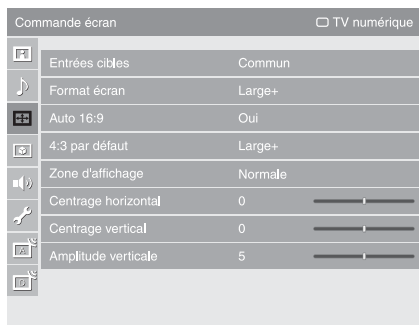 Commande écran TV numérique
Entrées cibles Commun
Format écran Large+
Auto 16:9 Oui
4:3 par défaut Large+
Zone d'affichage Normale
Centrage horizontal 0
Centrage vertical 0
Amplitude verticale 5
A